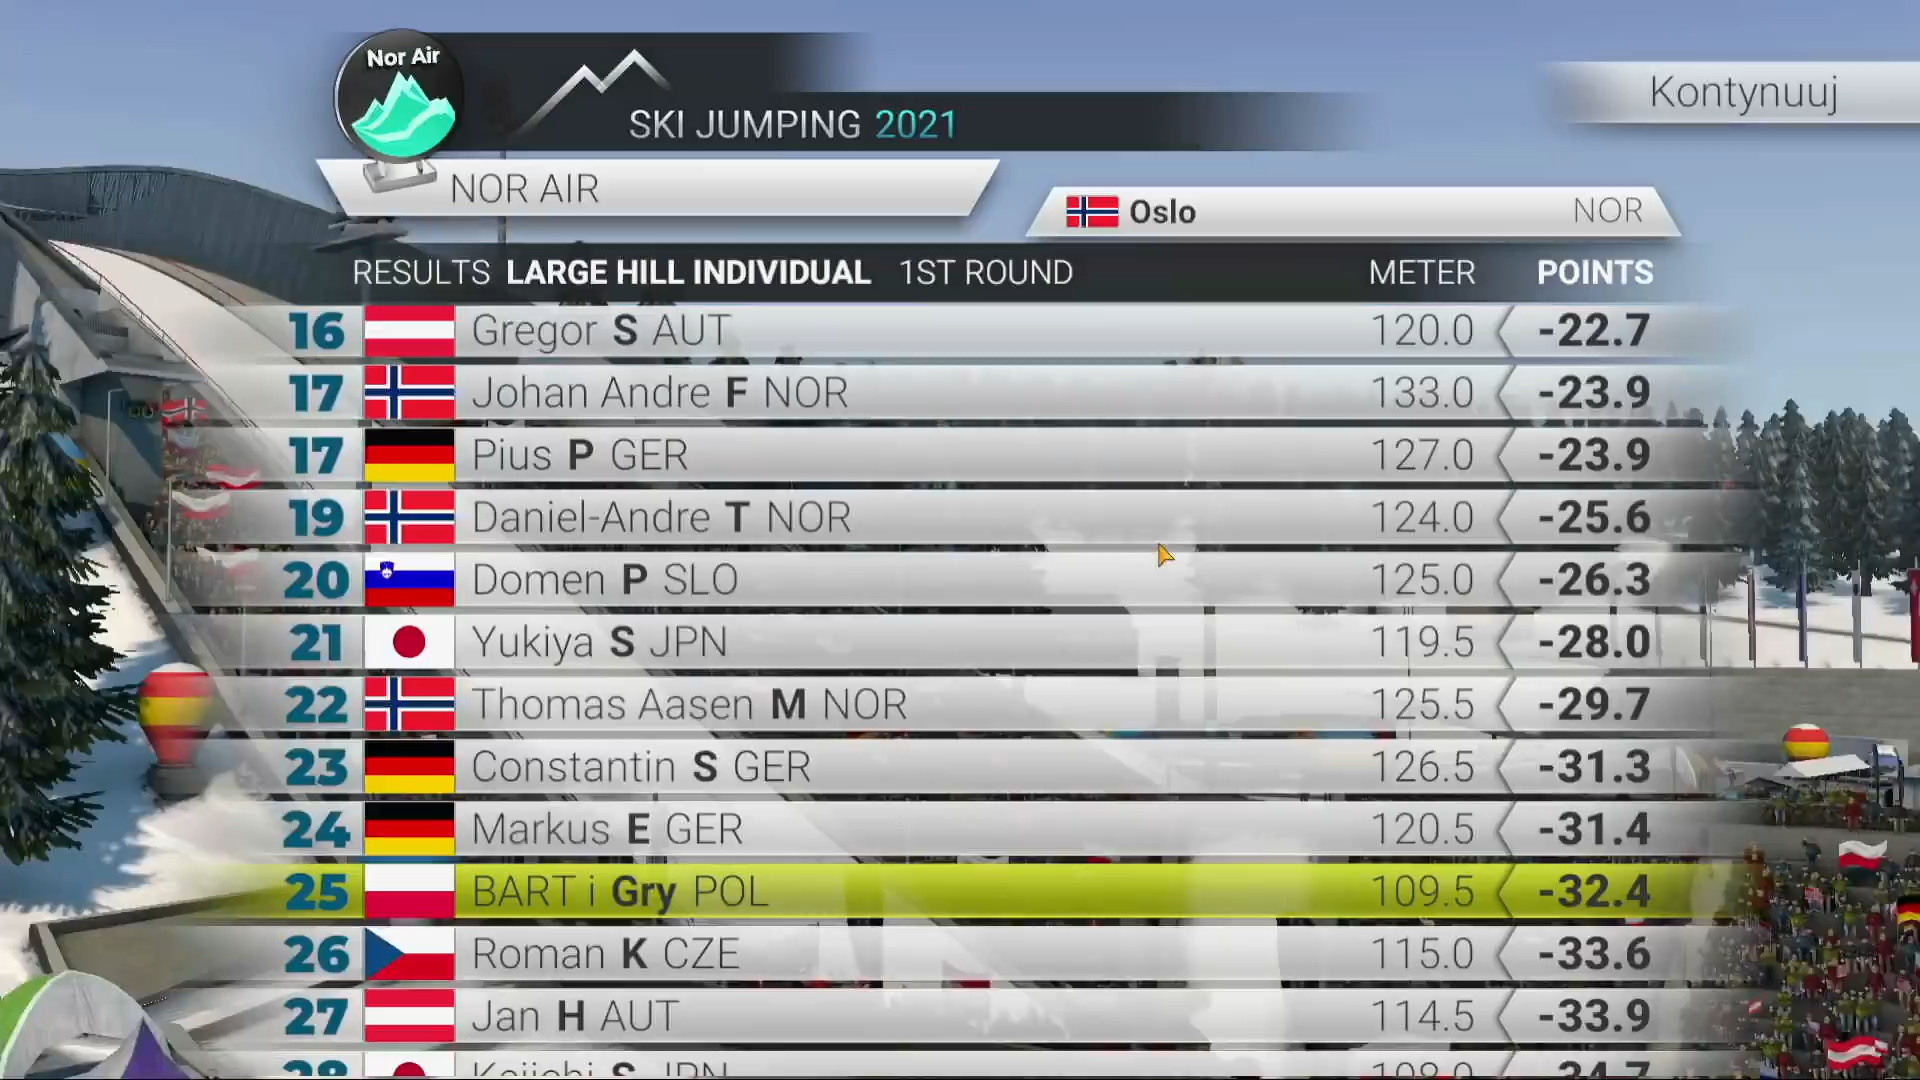 Nor Air
SKI JUMPING 2021
Kontynuuj
NOR AIR
Oslo NOR
RESULTS LARGE HILL INDIVIDUAL 1ST ROUND METER POINTS
16 Gregor S AUT 120.0 -22.7
17 Johan Andre F NOR 133.0 -23.9
17 Pius P GER 127.0 -23.9
19 Daniel-Andre T NOR 124.0 -25.6
20 Domen P SLO 125.0 -26.3
21 Yukiya S JPN 119.5 -28.0
22 Thomas Aasen M NOR 125.5 -29.7
23 Constantin S GER 126.5 -31.3
24 Markus E GER 120.5 -31.4
25 BART i Gry POL 109.5 -32.4
26 Roman K CZE 115.0 -33.6
27 Jan H AUT 114.5 -33.9
28 S JPN